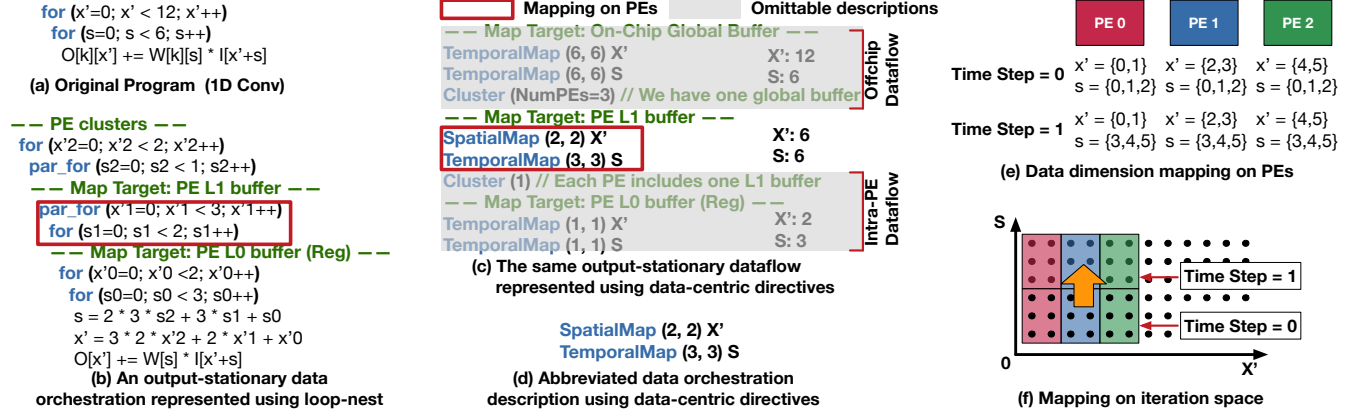 for (x'=0; x' < 12; x'++)
for (s=0; s < 6; s++)
O[k][x'] += W[k][s] * I[x'+s]
(a) Original Program (1D Conv)
— — PE clusters — —
for (x'2=0; x'2 < 2; x'2++)
par_for (s2=0; s2 < 1; s2++)
— — Map Target: PE L1 buffer — —
par_for (x'1=0; x'1 < 3; x'1++)
for (s1=0; s1 < 2; s1++)
— — Map Target: PE L0 buffer (Reg) — —
for (x'0=0; x'0 <2; x'0++)
for (s0=0; s0 < 3; s0++)
s = 2 * 3 * s2 + 3 * s1 + s0
x' = 3 * 2 * x'2 + 2 * x'1 + x'0
O[x'] += W[s] * I[x'+s]
(b) An output-stationary data
orchestration represented using loop-nest
Mapping on PEs
Omittable descriptions
— — Map Target: On-Chip Global Buffer — —
TemporalMap (6, 6) X' X': 12
TemporalMap (6, 6) S S: 6
Cluster (NumPEs=3) // We have one global buffer
Offchip
Dataflow
— — Map Target: PE L1 buffer — —
SpatialMap (2, 2) X' X': 6
TemporalMap (3, 3) S S: 6
Cluster (1) // Each PE includes one L1 buffer
— — Map Target: PE L0 buffer (Reg) — —
TemporalMap (1, 1) X' X': 2
TemporalMap (1, 1) S S: 3
Intra-PE
Dataflow
(c) The same output-stationary dataflow
represented using data-centric directives
SpatialMap (2, 2) X'
TemporalMap (3, 3) S
(d) Abbreviated data orchestration
description using data-centric directives
PE 0 PE 1 PE 2
Time Step = 0
x' = {0,1} x' = {2,3} x' = {4,5}
s = {0,1,2} s = {0,1,2} s = {0,1,2}
Time Step = 1
x' = {0,1} x' = {2,3} x' = {4,5}
s = {3,4,5} s = {3,4,5} s = {3,4,5}
(e) Data dimension mapping on PEs
S
Time Step = 1
Time Step = 0
0
X'
(f) Mapping on iteration space